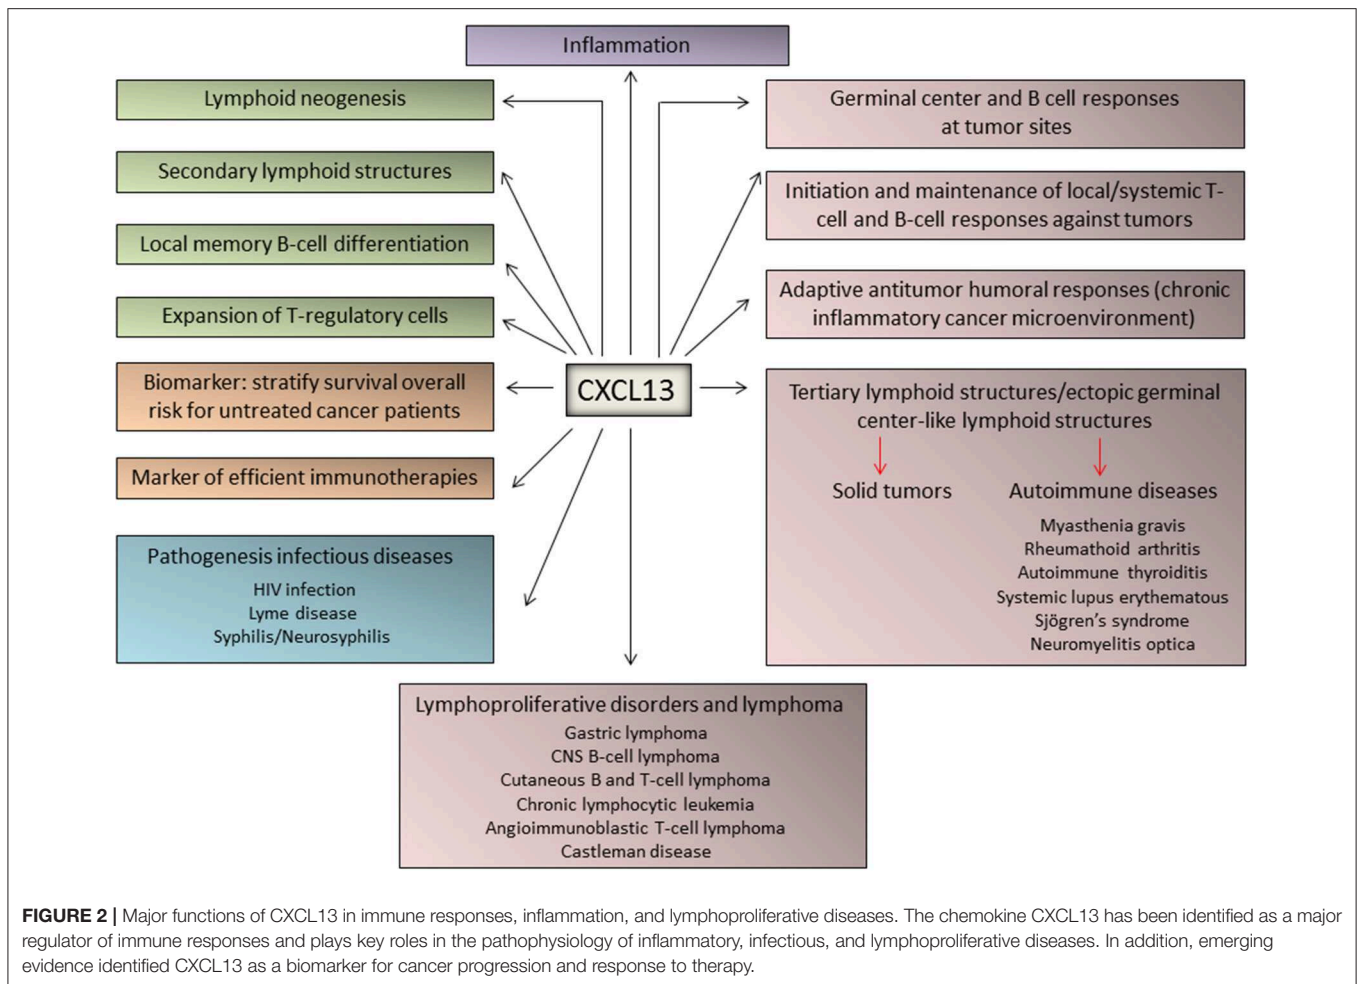 Inflammation
Lymphoid neogenesis
Secondary lymphoid structures
Local memory B-cell differentiation
Expansion of T-regulatory cells
Biomarker: stratify survival overall
risk for untreated cancer patients
Marker of efficient immunotherapies
Pathogenesis infectious diseases
HIV infection
Lyme disease
Syphilis/Neurosyphilis
CXCL13
Germinal center and B cell responses
at tumor sites
Initiation and maintenance of local/systemic T-
cell and B-cell responses against tumors
Adaptive antitumor humoral responses (chronic
inflammatory cancer microenvironment)
Tertiary lymphoid structures/ectopic germinal
center-like lymphoid structures
Solid tumors
Autoimmune diseases
Myasthenia gravis
Rheumathoid arthritis
Autoimmune thyroiditis
Systemic lupus erythematous
Sjögren's syndrome
Neuromyelitis optica
Lymphoproliferative disorders and lymphoma
Gastric lymphoma
CNS B-cell lymphoma
Cutaneous B and T-cell lymphoma
Chronic lymphocytic leukemia
Angioimmunoblastic T-cell lymphoma
Castleman disease
FIGURE 2 | Major functions of CXCL13 in immune responses, inflammation, and lymphoproliferative diseases. The chemokine CXCL13 has been identified as a major
regulator of immune responses and plays key roles in the pathophysiology of inflammatory, infectious, and lymphoproliferative diseases. In addition, emerging
evidence identified CXCL13 as a biomarker for cancer progression and response to therapy.